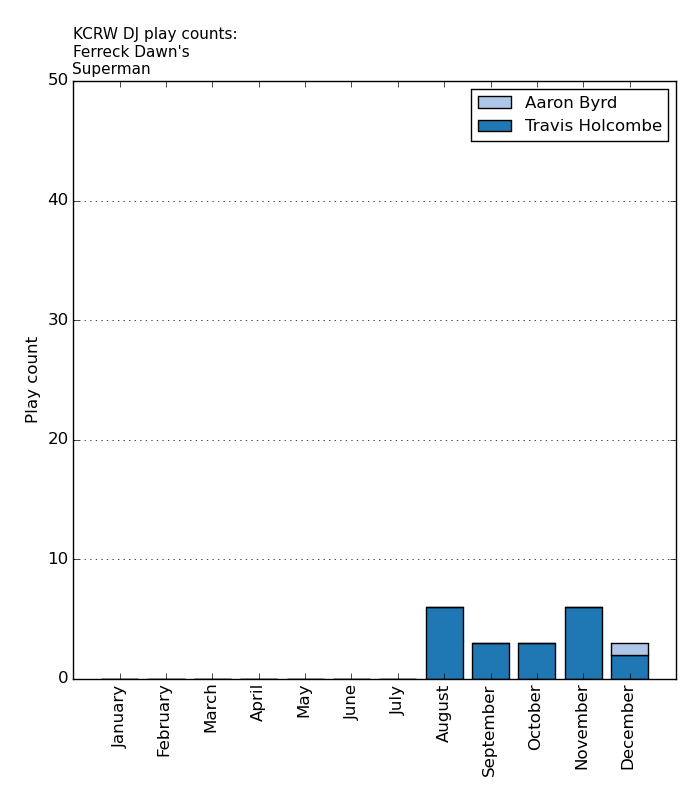 KCRW DJ play counts:
Ferreck Dawn's
Superman
Aaron Byrd
Travis Holcombe
Play count
50
40
30
20
10
0
January
February
March
April
May
June
July
August
September
October
November
December